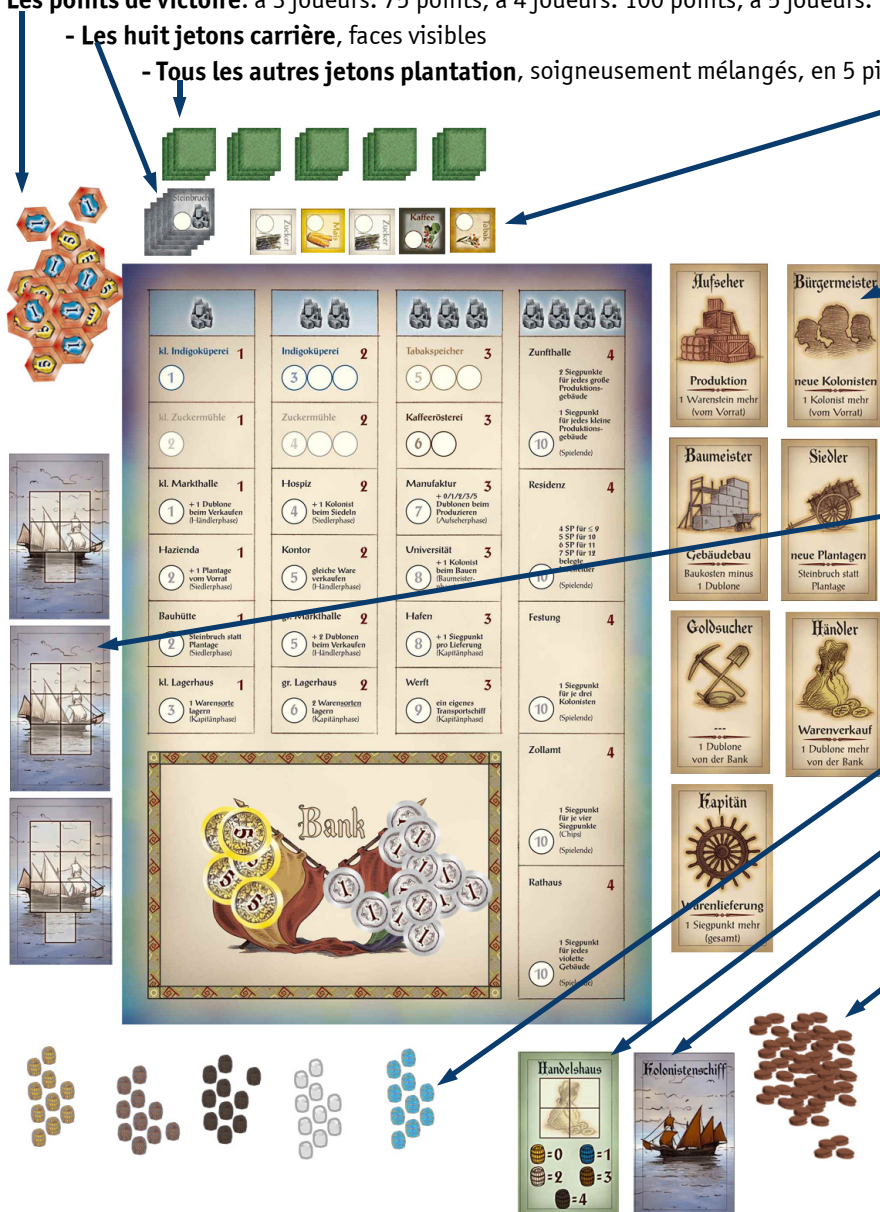 Les points de victoire: à 3 joueurs: 75 points, à 4 joueurs: 100 points, à 5 joueurs:
- Les huit jetons carrière, faces visibles
- Tous les autres jetons plantation, soigneusement mélangés, en 5 pi
Steinbruch
Zucker
Mais
Zucker
Kaffee
Tabak
kl. Indigoküperei 1
1
Indigoküperei 2
3
Tabakspeicher 3
5
Zunfthalle 4
2 Siegpunkte
für jedes große
Produktions-
gebäude
1 Siegpunkt
für jedes kleine
Produktions-
gebäude
10
(Spielende)
kl. Zuckermühle 1
2
Zuckermühle 2
4
Kaffeerösterei 3
6
kl. Markthalle 1
1
+ 1 Dublone
beim Verkaufen
(Händlerphase)
Hospiz 2
4
+ 1 Kolonist
beim Siedeln
(Siedlerphase)
Manufaktur 3
7
+ 0/1/2/3/5
Dublonen beim
Produzieren
(Aufseherphase)
Residenz 4
4 SP für ≤ 9
5 SP für 10
6 SP für 11
7 SP für 12
belegte
10
(Spielende)
Hazienda 1
2
+ 1 Plantage
vom Vorrat
(Siedlerphase)
Kontor 2
5
gleiche Ware
verkaufen
(Händlerphase)
Universität 3
8
+ 1 Kolonist
beim Bauen
(Baumeister-
Bauhütte 1
2
Steinbruch statt
Plantage
(Siedlerphase)
gr. Markthalle 2
5
+ 2 Dublonen
beim Verkaufen
(Händlerphase)
Hafen 3
8
+ 1 Siegpunkt
pro Lieferung
(Kapitänphase)
Festung 4
1 Siegpunkt
für je drei
Kolonisten
10
(Spielende)
kl. Lagerhaus 1
3
1 Warensorte
lagern
(Kapitänphase)
gr. Lagerhaus 2
6
2 Warensorten
lagern
(Kapitänphase)
Werft 3
9
ein eigenes
Transportschiff
(Kapitänphase)
Zollamt 4
1 Siegpunkt
für je vier
Siegpunkte
(Chips)
10
(Spielende)
Rathaus 4
1 Siegpunkt
für jedes
violette
Gebäude
10
(Spielende)
Bank
Aufseher
Produktion
1 Warenstein mehr
(vom Vorrat)
Bürgermeister
neue Kolonisten
1 Kolonist mehr
(vom Vorrat)
Baumeister
Gebäudebau
Baukosten minus
1 Dublone
Siedler
neue Plantagen
Steinbruch statt
Plantage
Goldsucher
---
1 Dublone
von der Bank
Händler
Warenverkauf
1 Dublone mehr
von der Bank
Kapitän
Warenlieferung
1 Siegpunkt mehr
(gesamt)
Handelshaus
=0 =1
=2 =3
=4
Kolonistenschiff